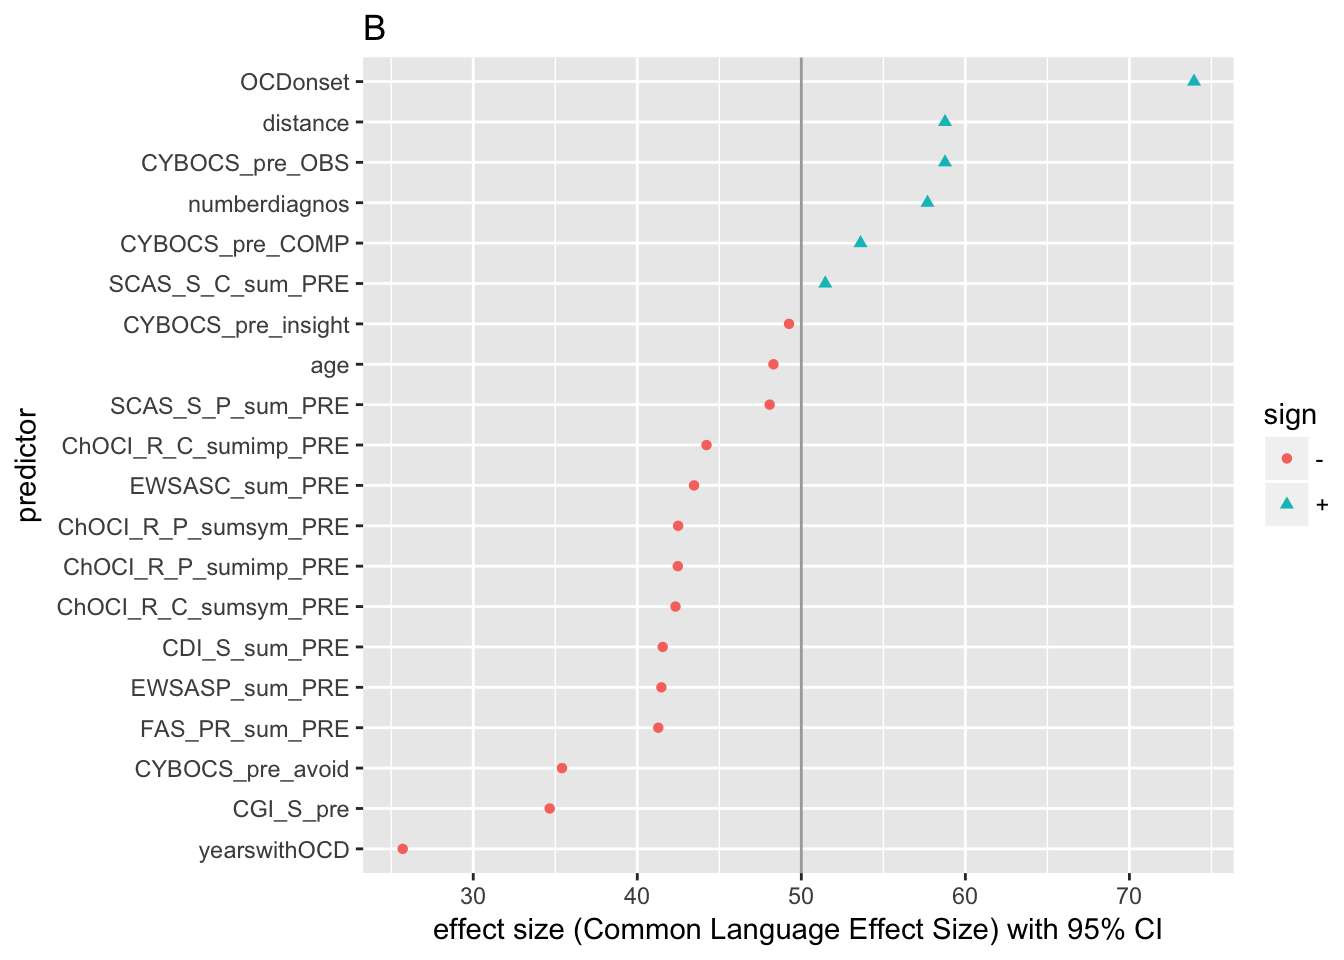 B
OCDonset
distance
CYBOCS_pre_OBS
numberdiagnos
CYBOCS_pre_COMP
SCAS_S_C_sum_PRE
CYBOCS_pre_insight
age
SCAS_S_P_sum_PRE
ChOCI_R_C_sumimp_PRE
EWSASC_sum_PRE
ChOCI_R_P_sumsym_PRE
ChOCI_R_P_sumimp_PRE
ChOCI_R_C_sumsym_PRE
CDI_S_sum_PRE
EWSASP_sum_PRE
FAS_PR_sum_PRE
CYBOCS_pre_avoid
CGI_S_pre
yearswithOCD
predictor
30 40 50 60 70
effect size (Common Language Effect Size) with 95% CI
sign
-
+